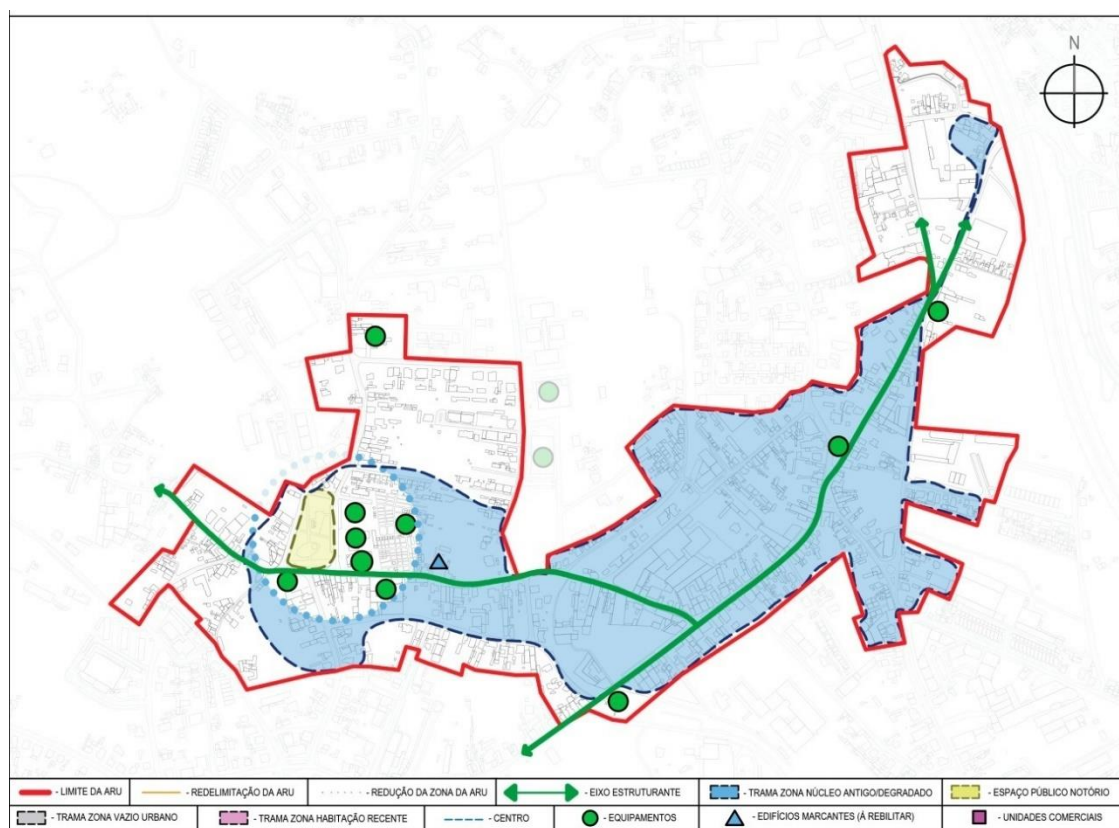 N
- LIMITE DA ARU
- REDELIMITAÇÃO DA ARU
- REDUÇÃO DA ZONA DA ARU
- EIXO ESTRUTURANTE
- TRAMA ZONA NÚCLEO ANTIGO/DEGRADADO
- ESPAÇO PÚBLICO NOTÓRIO
- TRAMA ZONA VAZIO URBANO
- TRAMA ZONA HABITAÇÃO RECENTE
- CENTRO
- EQUIPAMENTOS
- EDIFÍCIOS MARCANTES (Á REBILITAR)
- UNIDADES COMERCIAIS